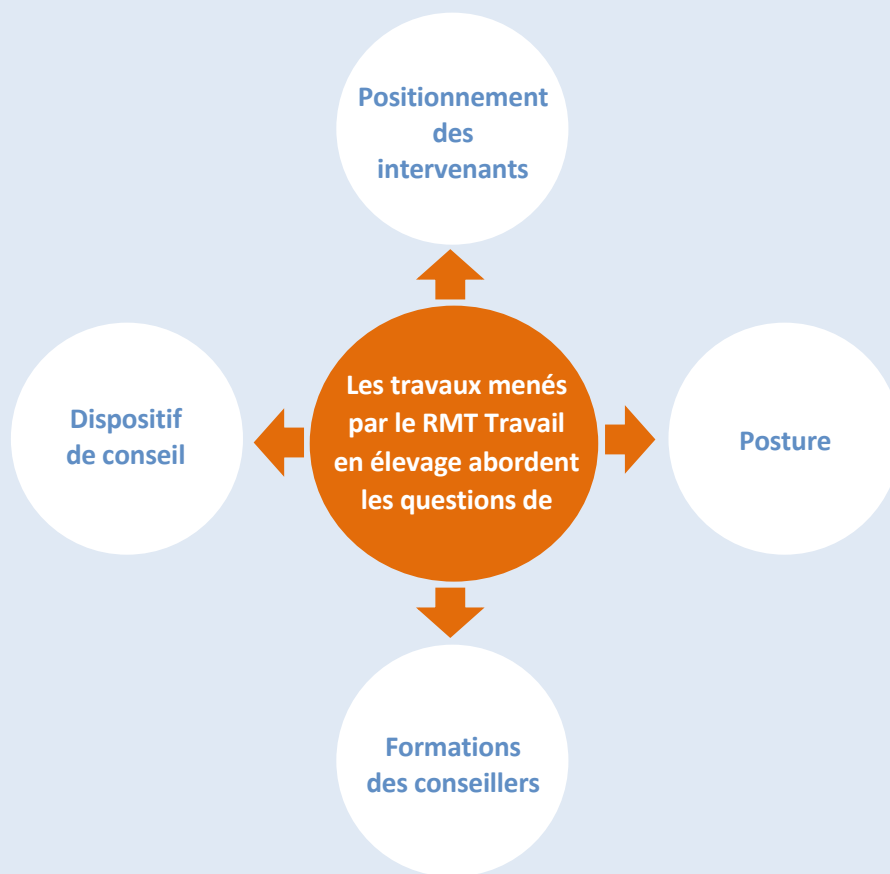 Positionnement
des
intervenants
Les travaux menés
par le RMT Travail
en élevage abordent
les questions de
Dispositif
de conseil
Posture
Formations
des conseillers